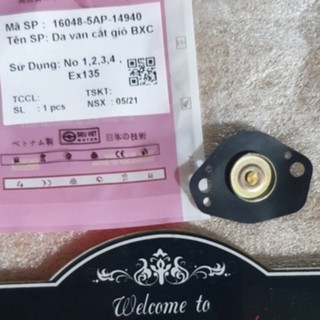 Mã SP : 16048-5AP-14940
Tên SP: Da van cắt gió BXC
Sử Dụng: No 1,2,3,4 ,
Ex135
TCCL: TSKT:
SL : 1 pcs NSX : 05/21
ベトナム製 日本の技術
Welcome to